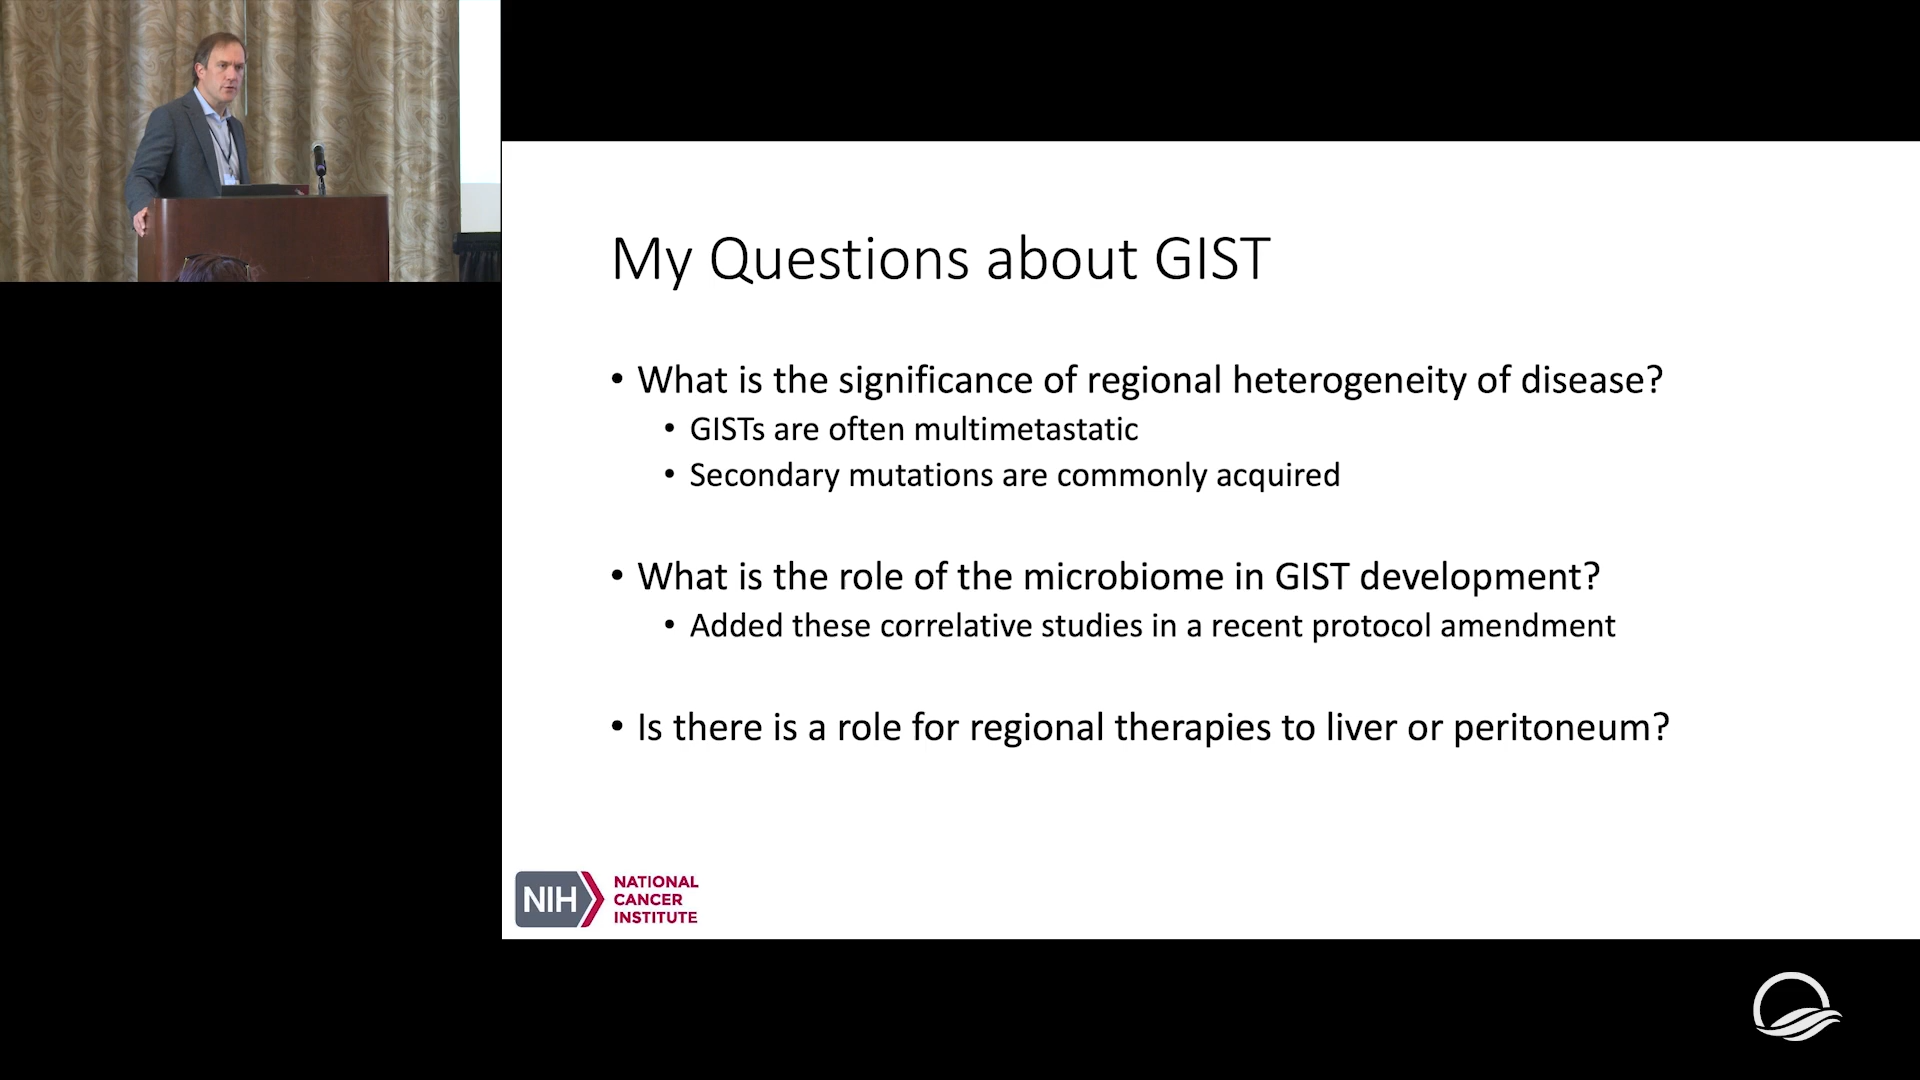 My Questions about GIST
• What is the significance of regional heterogeneity of disease?
• GISTs are often multimetastatic
• Secondary mutations are commonly acquired
• What is the role of the microbiome in GIST development?
• Added these correlative studies in a recent protocol amendment
• Is there is a role for regional therapies to liver or peritoneum?
NIH
NATIONAL
CANCER
INSTITUTE